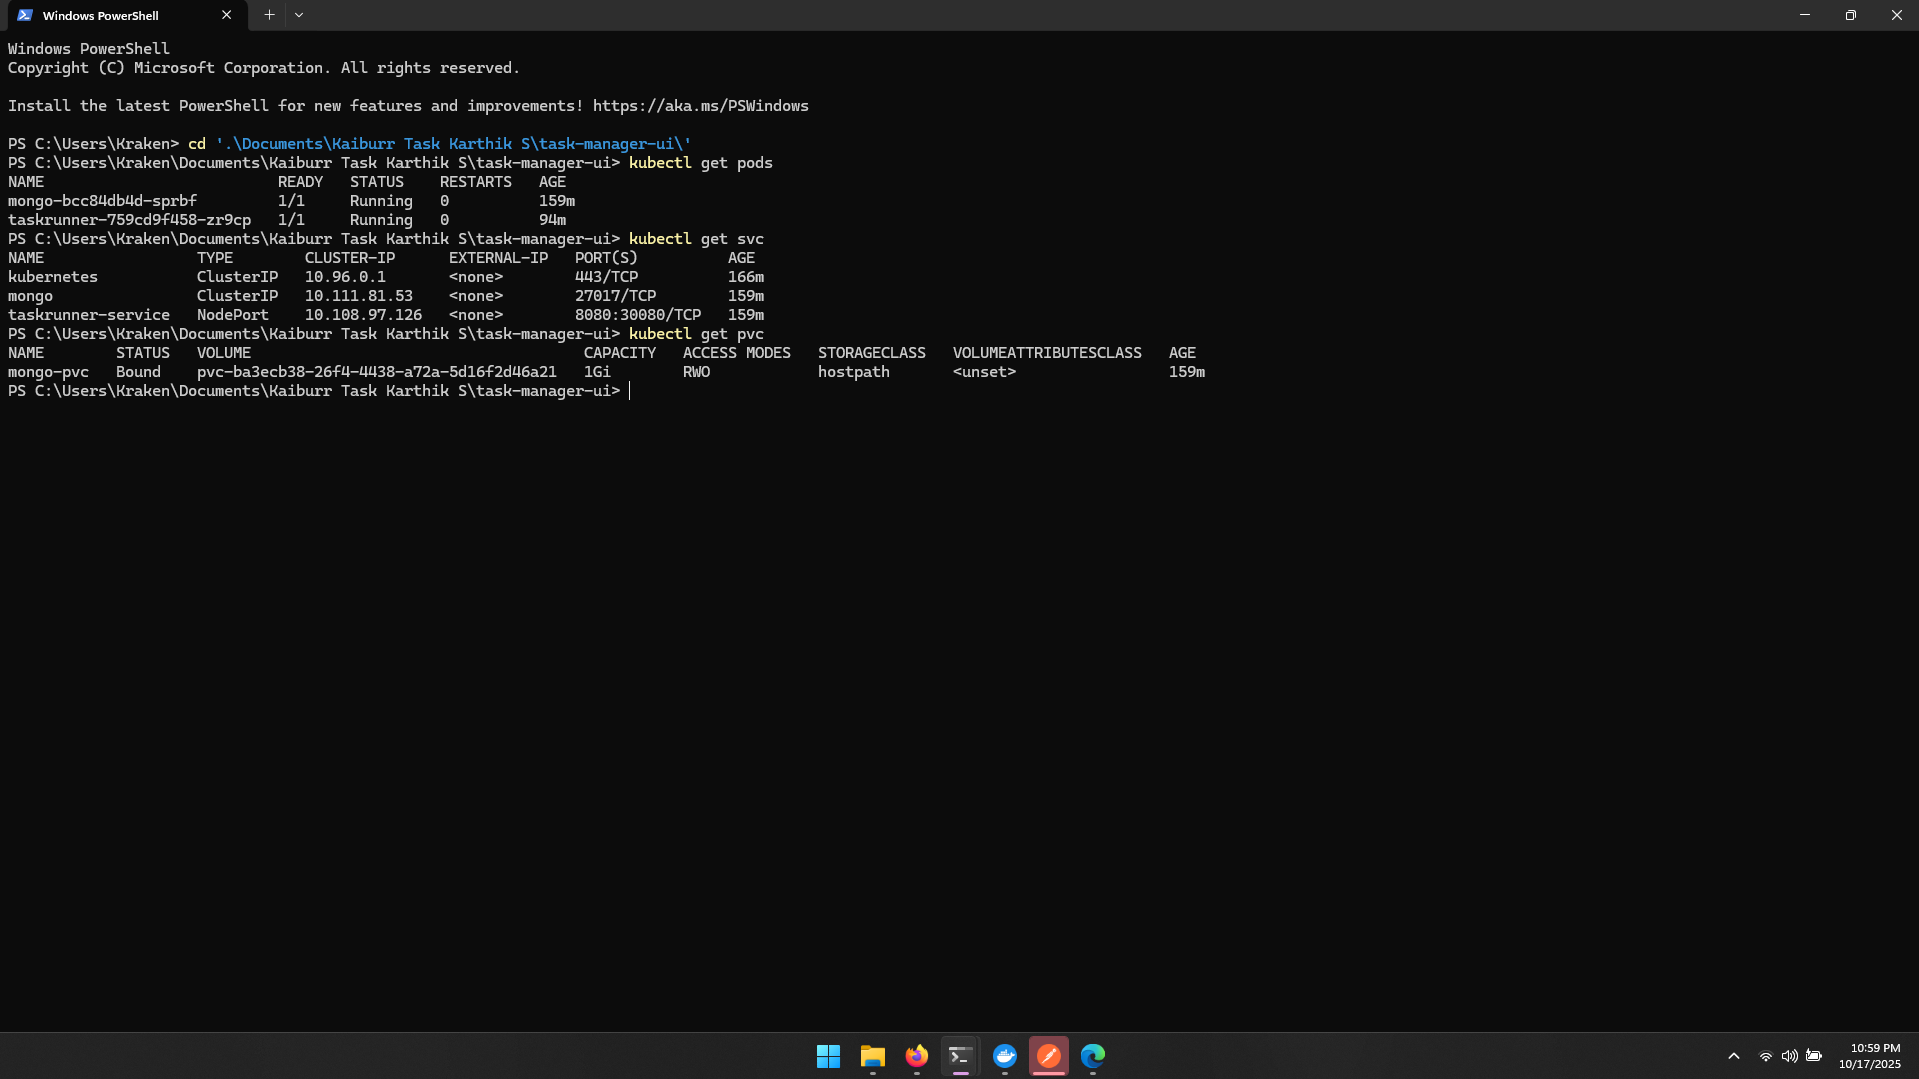 Windows PowerShell
Windows PowerShell
Copyright (C) Microsoft Corporation. All rights reserved.
Install the latest PowerShell for new features and improvements! https://aka.ms/PSWindows
PS C:\Users\Kraken> cd '.\Documents\Kaiburr Task Karthik S\task-manager-ui\'
PS C:\Users\Kraken\Documents\Kaiburr Task Karthik S\task-manager-ui> kubectl get pods
NAME                          READY   STATUS    RESTARTS   AGE
mongo-bcc84db4d-sprbf         1/1     Running   0          159m
taskrunner-759cd9f458-zr9cp   1/1     Running   0          94m
PS C:\Users\Kraken\Documents\Kaiburr Task Karthik S\task-manager-ui> kubectl get svc
NAME                 TYPE        CLUSTER-IP      EXTERNAL-IP   PORT(S)          AGE
kubernetes           ClusterIP   10.96.0.1       <none>        443/TCP          166m
mongo                ClusterIP   10.111.81.53    <none>        27017/TCP        159m
taskrunner-service   NodePort    10.108.97.126   <none>        8080:30080/TCP   159m
PS C:\Users\Kraken\Documents\Kaiburr Task Karthik S\task-manager-ui> kubectl get pvc
NAME        STATUS   VOLUME                                     CAPACITY   ACCESS MODES   STORAGECLASS   VOLUMEATTRIBUTESCLASS   AGE
mongo-pvc   Bound    pvc-ba3ecb38-26f4-4438-a72a-5d16f2d46a21   1Gi        RWO            hostpath       <unset>                 159m
PS C:\Users\Kraken\Documents\Kaiburr Task Karthik S\task-manager-ui>
10:59 PM
10/17/2025